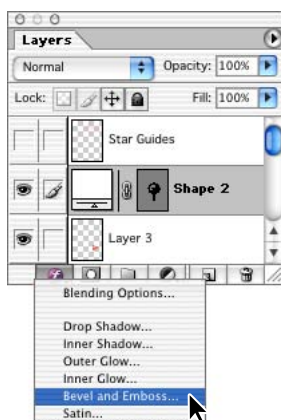 Layers
Normal Opacity: 100%
Lock: Fill: 100%
Star Guides
Shape 2
Layer 3
Blending Options...
Drop Shadow...
Inner Shadow...
Outer Glow...
Inner Glow...
Bevel and Emboss...
Satin...